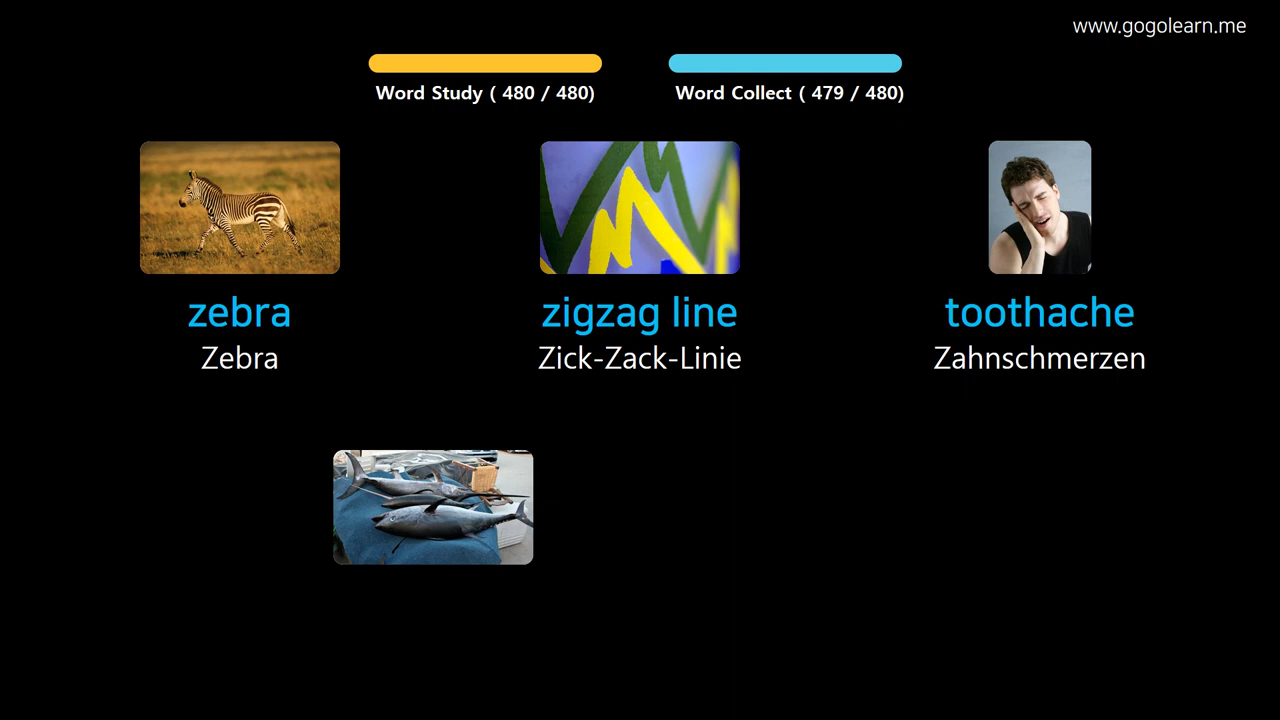 www.gogolearn.me
Word Study ( 480 / 480)
Word Collect ( 479 / 480)
zebra
Zebra
zigzag line
Zick-Zack-Linie
toothache
Zahnschmerzen